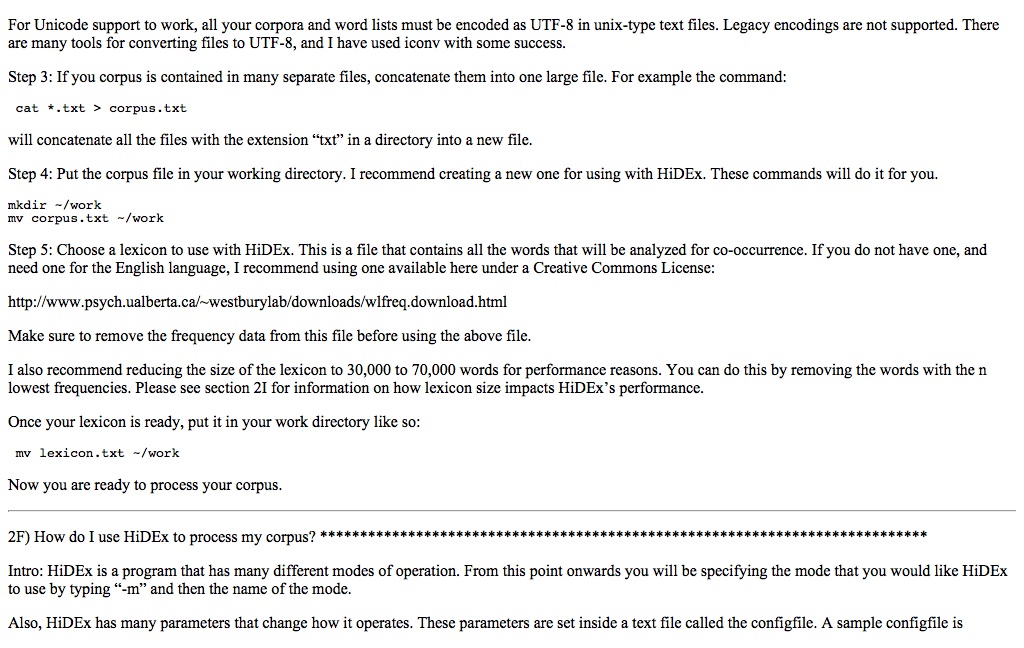 For Unicode support to work, all your corpora and word lists must be encoded as UTF-8 in unix-type text files. Legacy encodings are not supported. There
are many tools for converting files to UTF-8, and I have used iconv with some success.
Step 3: If you corpus is contained in many separate files, concatenate them into one large file. For example the command:
cat *.txt > corpus.txt
will concatenate all the files with the extension “txt” in a directory into a new file.
Step 4: Put the corpus file in your working directory. I recommend creating a new one for using with HiDEx. These commands will do it for you.
mkdir ~/work
mv corpus.txt ~/work
Step 5: Choose a lexicon to use with HiDEx. This is a file that contains all the words that will be analyzed for co-occurrence. If you do not have one, and
need one for the English language, I recommend using one available here under a Creative Commons License:
http://www.psych.ualberta.ca/~westburylab/downloads/wlfreq.download.html
Make sure to remove the frequency data from this file before using the above file.
I also recommend reducing the size of the lexicon to 30,000 to 70,000 words for performance reasons. You can do this by removing the words with the n
lowest frequencies. Please see section 2I for information on how lexicon size impacts HiDEx’s performance.
Once your lexicon is ready, put it in your work directory like so:
mv lexicon.txt ~/work
Now you are ready to process your corpus.
2F) How do I use HiDEx to process my corpus? ****************************************************************************
Intro: HiDEx is a program that has many different modes of operation. From this point onwards you will be specifying the mode that you would like HiDEx
to use by typing “-m” and then the name of the mode.
Also, HiDEx has many parameters that change how it operates. These parameters are set inside a text file called the configfile. A sample configfile is